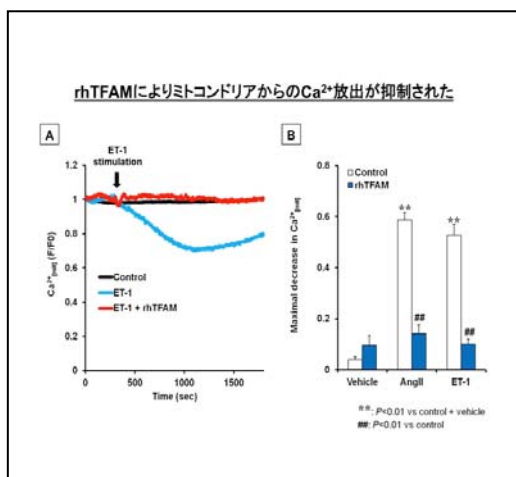 rhTFAMによりミトコンドリアからのCa²⁺放出が抑制された
A
ET-1
stimulation
Ca²⁺[mit] (F/F0)
1.2
1
0.8
0.6
0.4
0.2
0
Control
ET-1
ET-1 + rhTFAM
0
500
1000
1500
Time (sec)
B
Control
rhTFAM
Maximal decrease in Ca²⁺[mit]
0.8
0.6
0.4
0.2
0
**
**
##
##
Vehicle
AngII
ET-1
**: P<0.01 vs control + vehicle
##: P<0.01 vs control